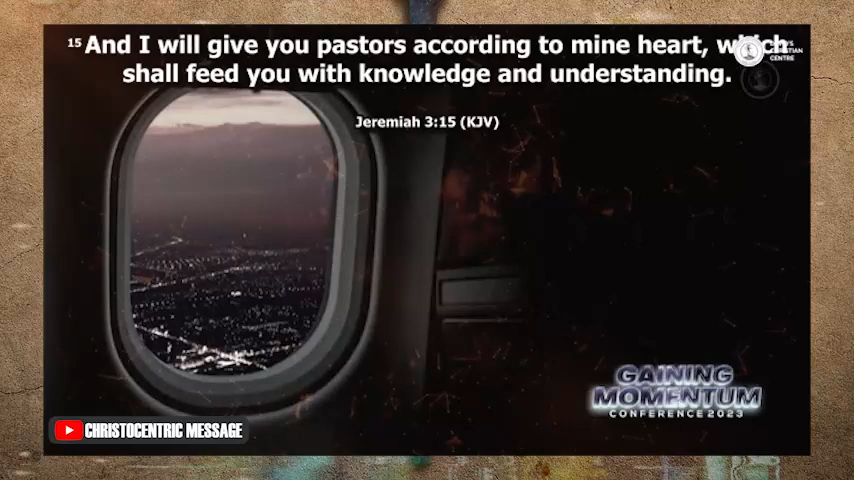 15 And I will give you pastors according to mine heart, which
shall feed you with knowledge and understanding.
Jeremiah 3:15 (KJV)
CENTRE
GAINING
MOMENTUM
CONFERENCE 2023
CHRISTOCENTRIC MESSAGE